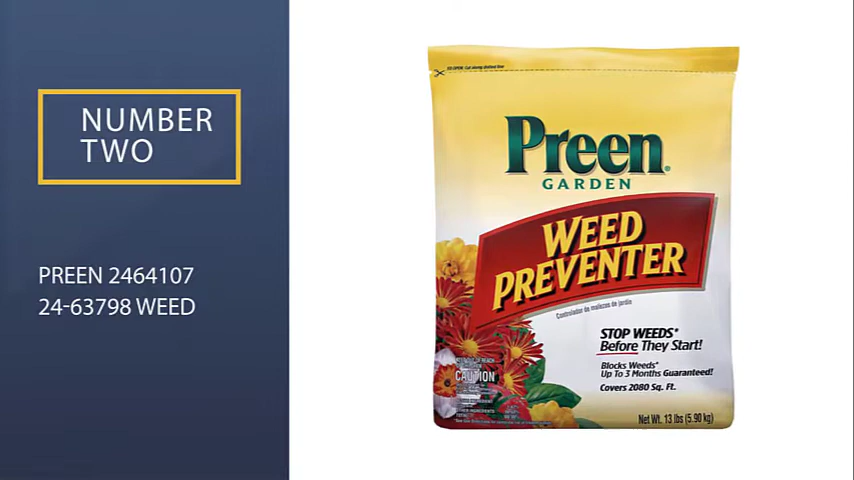 NUMBER
TWO
PREEN 2464107
24-63798 WEED
Preen
GARDEN
WEED
PREVENTER
Controlador de malezas de jardín
STOP WEEDS*
Before They Start!
Blocks Weeds*
Up To 3 Months Guaranteed!
Covers 2080 Sq. Ft.
CAUTION
Net Wt. 13 lbs (5.90 kg)